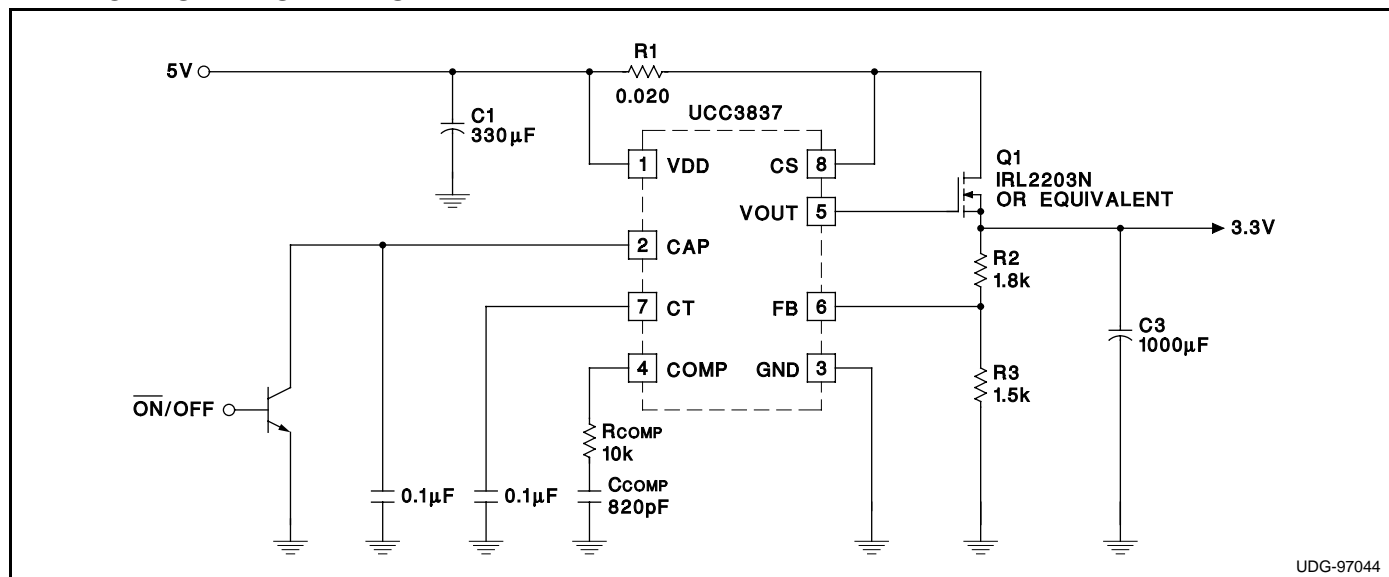 R1
5V
0.020
UCC3837
C1
330µF
1 VDD
CS 8
Q1
IRL2203N
OR EQUIVALENT
VOUT 5
3.3V
2 CAP
R2
1.8k
7 CT
FB 6
C3
1000µF
4 COMP
GND 3
R3
1.5k
ON/OFF
RCOMP
10k
0.1µF
0.1µF
CCOMP
820pF
UDG-97044